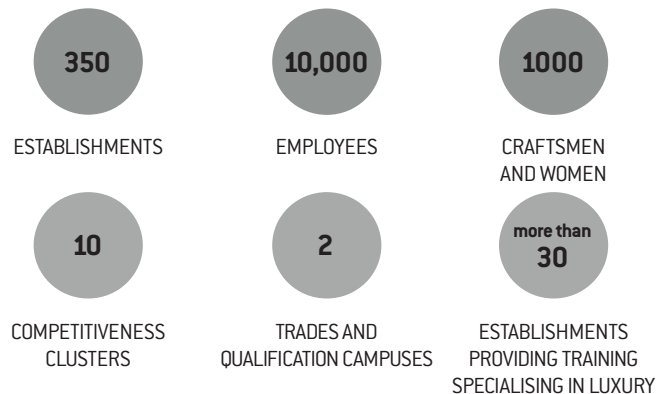 350
10,000
1000
ESTABLISHMENTS
EMPLOYEES
CRAFTSMEN
AND WOMEN
10
2
more than
30
COMPETITIVENESS
CLUSTERS
TRADES AND
QUALIFICATION CAMPUSES
ESTABLISHMENTS
PROVIDING TRAINING
SPECIALISING IN LUXURY